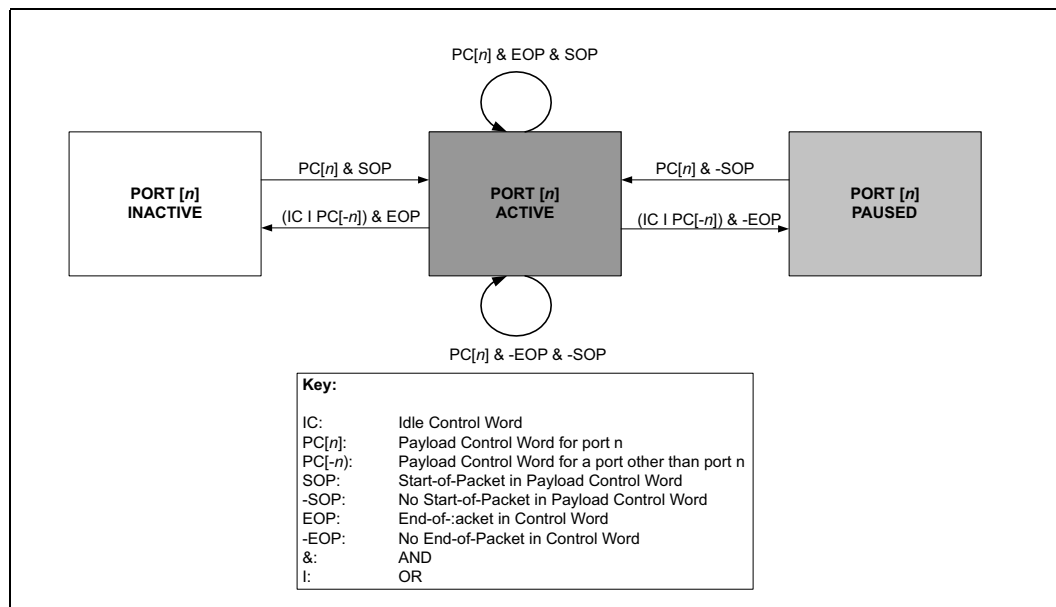 PC[n] & EOP & SOP
PORT [n]
INACTIVE
PC[n] & SOP
(IC I PC[-n]) & EOP
PORT [n]
ACTIVE
PC[n] & -SOP
(IC I PC[-n]) & -EOP
PORT [n]
PAUSED
PC[n] & -EOP & -SOP
Key:
IC: Idle Control Word
PC[n]: Payload Control Word for port n
PC[-n): Payload Control Word for a port other than port n
SOP: Start-of-Packet in Payload Control Word
-SOP: No Start-of-Packet in Payload Control Word
EOP: End-of-:acket in Control Word
-EOP: No End-of-Packet in Control Word
&: AND
I: OR